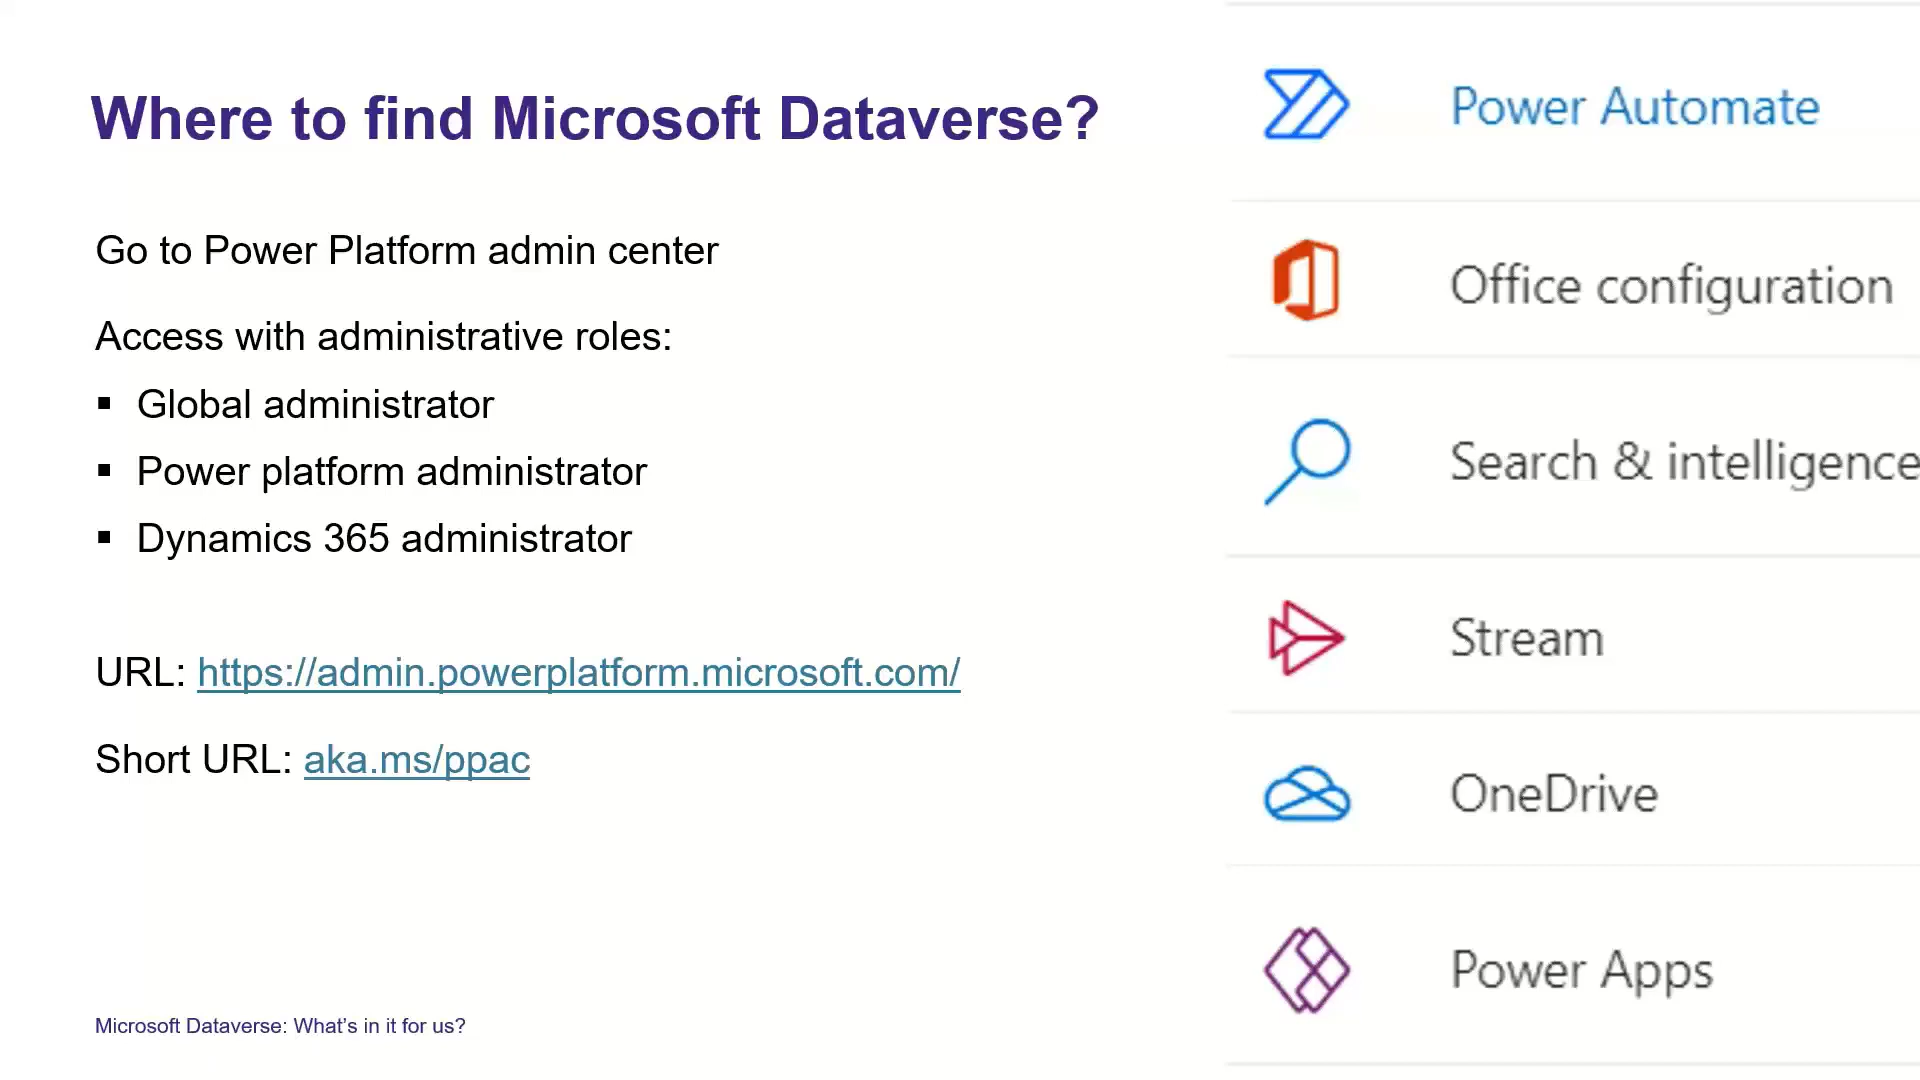 Where to find Microsoft Dataverse?
Go to Power Platform admin center
Access with administrative roles:
▪ Global administrator
▪ Power platform administrator
▪ Dynamics 365 administrator
URL: https://admin.powerplatform.microsoft.com/
Short URL: aka.ms/ppac
Microsoft Dataverse: What’s in it for us?
Power Automate
Office configuration
Search & intelligence
Stream
OneDrive
Power Apps